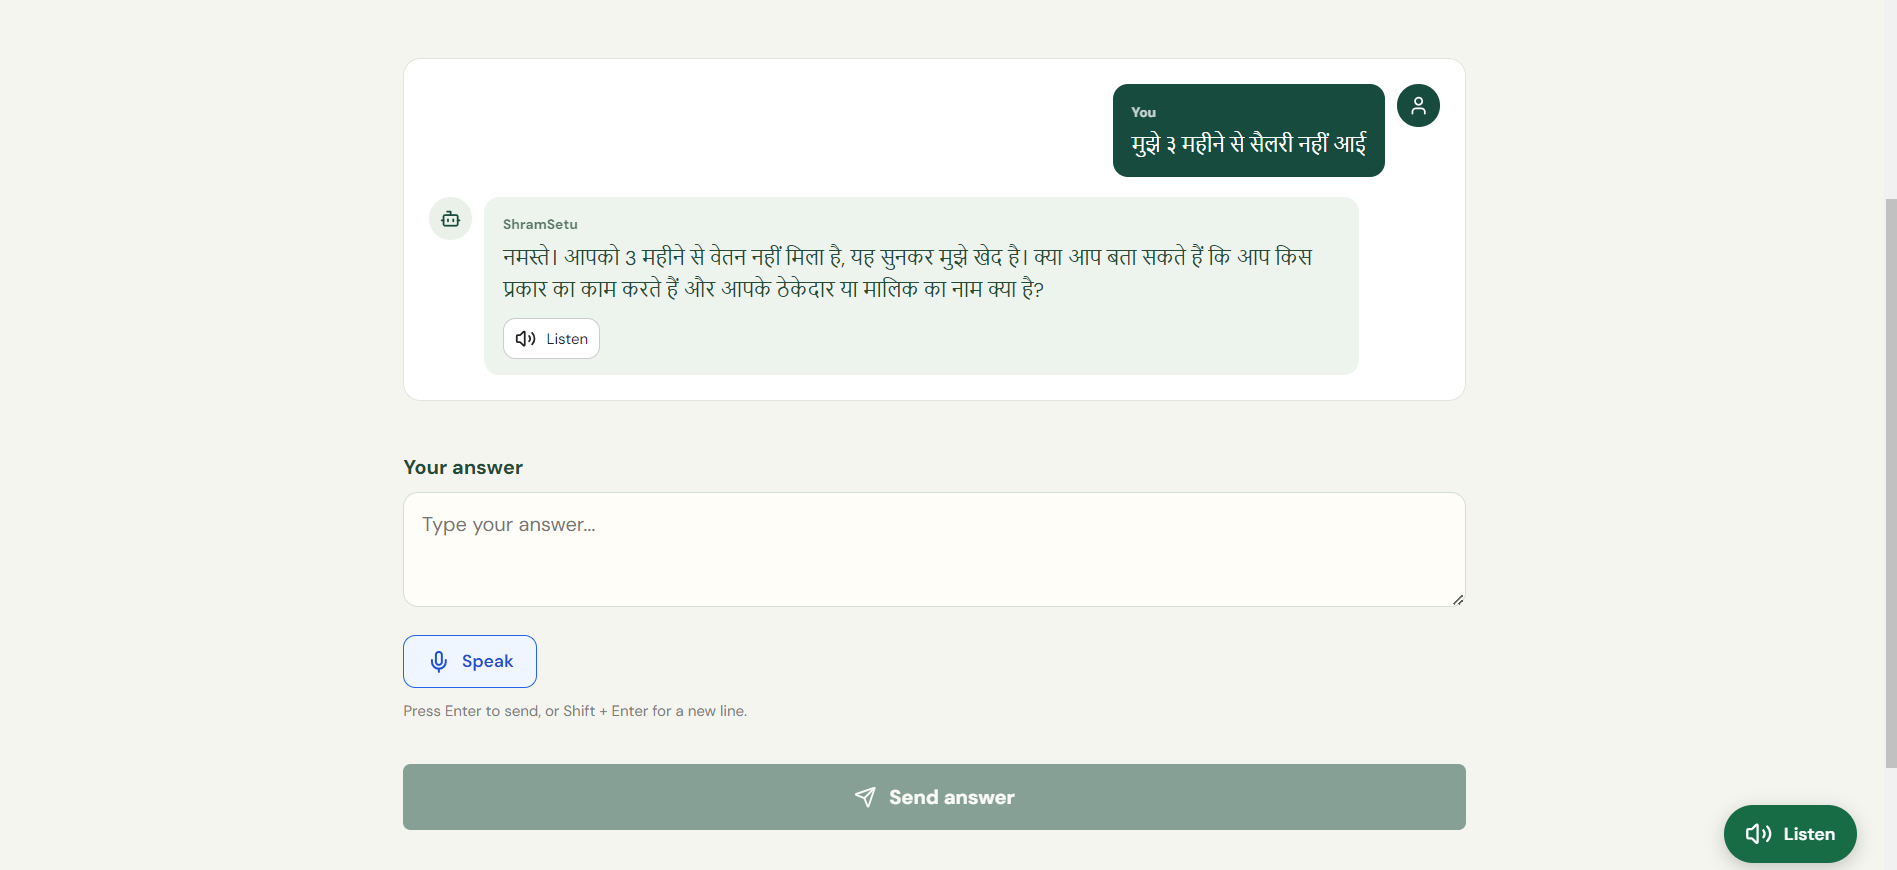 You
मुझे ३ महीने से सैलरी नहीं आई
ShramSetu
नमस्ते। आपको 3 महीने से वेतन नहीं मिला है, यह सुनकर मुझे खेद है। क्या आप बता सकते हैं कि आप किस
प्रकार का काम करते हैं और आपके ठेकेदार या मालिक का नाम क्या है?
Listen
Your answer
Type your answer...
Speak
Press Enter to send, or Shift + Enter for a new line.
Send answer
Listen